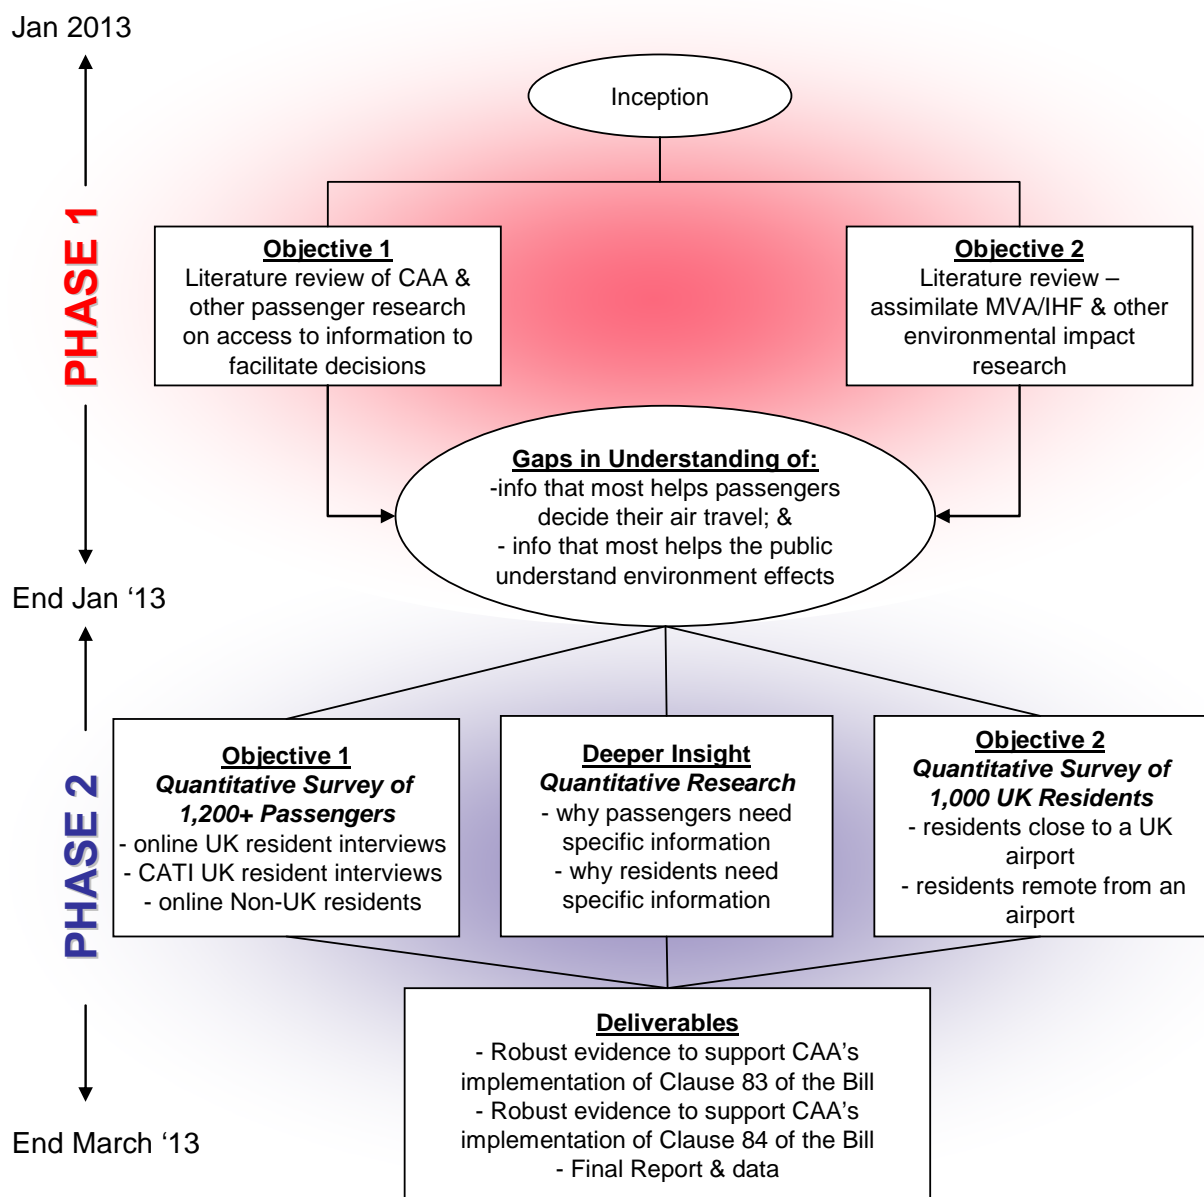 Jan 2013
Inception
PHASE 1
Objective 1
Literature review of CAA &
other passenger research
on access to information to
facilitate decisions
Objective 2
Literature review –
assimilate MVA/IHF & other
environmental impact
research
Gaps in Understanding of:
-info that most helps passengers
decide their air travel; &
- info that most helps the public
understand environment effects
End Jan ‘13
PHASE 2
Objective 1
Quantitative Survey of
1,200+ Passengers
- online UK resident interviews
- CATI UK resident interviews
- online Non-UK residents
Deeper Insight
Quantitative Research
- why passengers need
specific information
- why residents need
specific information
Objective 2
Quantitative Survey of
1,000 UK Residents
- residents close to a UK
airport
- residents remote from an
airport
Deliverables
- Robust evidence to support CAA’s
implementation of Clause 83 of the Bill
- Robust evidence to support CAA’s
implementation of Clause 84 of the Bill
- Final Report & data
End March ‘13